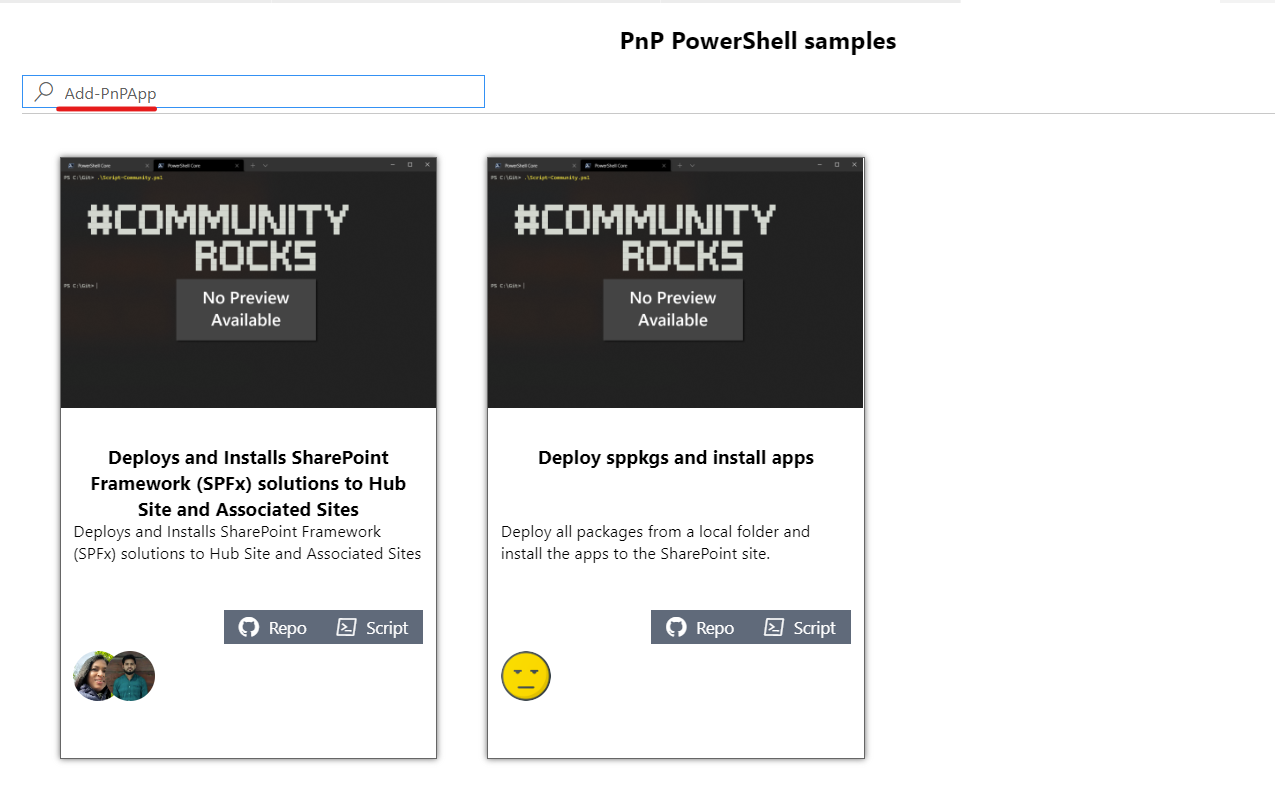 PnP PowerShell samples
Add-PnPApp
PowerShell Core
PowerShell Core
PS C:\Git> .\Script-Community.ps1
#COMMUNITY
ROCKS
PS C:\Git>
No Preview
Available
Deploys and Installs SharePoint
Framework (SPFx) solutions to Hub
Site and Associated Sites
Deploys and Installs SharePoint Framework
(SPFx) solutions to Hub Site and Associated Sites
Repo
Script
PowerShell Core
PowerShell Core
PS C:\Git> .\Script-Community.ps1
#COMMUNITY
ROCKS
PS C:\Git>
No Preview
Available
Deploy sppkgs and install apps
Deploy all packages from a local folder and
install the apps to the SharePoint site.
Repo
Script